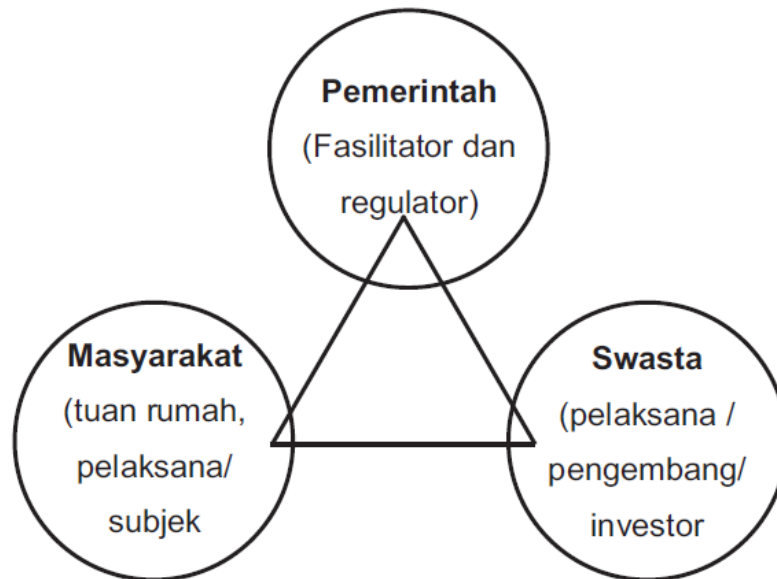 Pemerintah
(Fasilitator dan
regulator)
Masyarakat
(tuan rumah,
pelaksana/
subjek
Swasta
(pelaksana /
pengembang/
investor